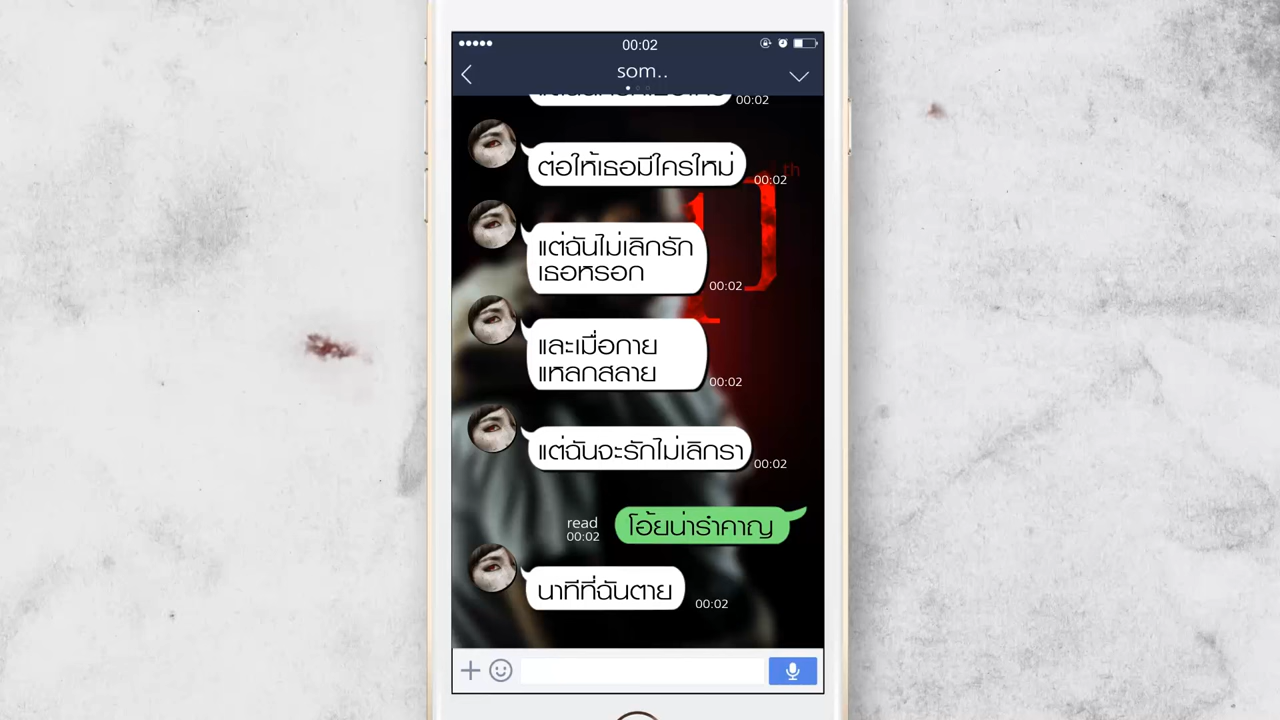 00:02
som..
00:02
ต่อให้เธอมีใครใหม่
00:02
th
แต่ฉันไม่เลิกรัก
เธอหรอก
00:02
และเมื่อกาย
แหลกสลาย
00:02
แต่ฉันจะรักไม่เลิกรา
00:02
read
00:02
โอ้ยน่ารำคาญ
นาทีที่ฉันตาย
00:02